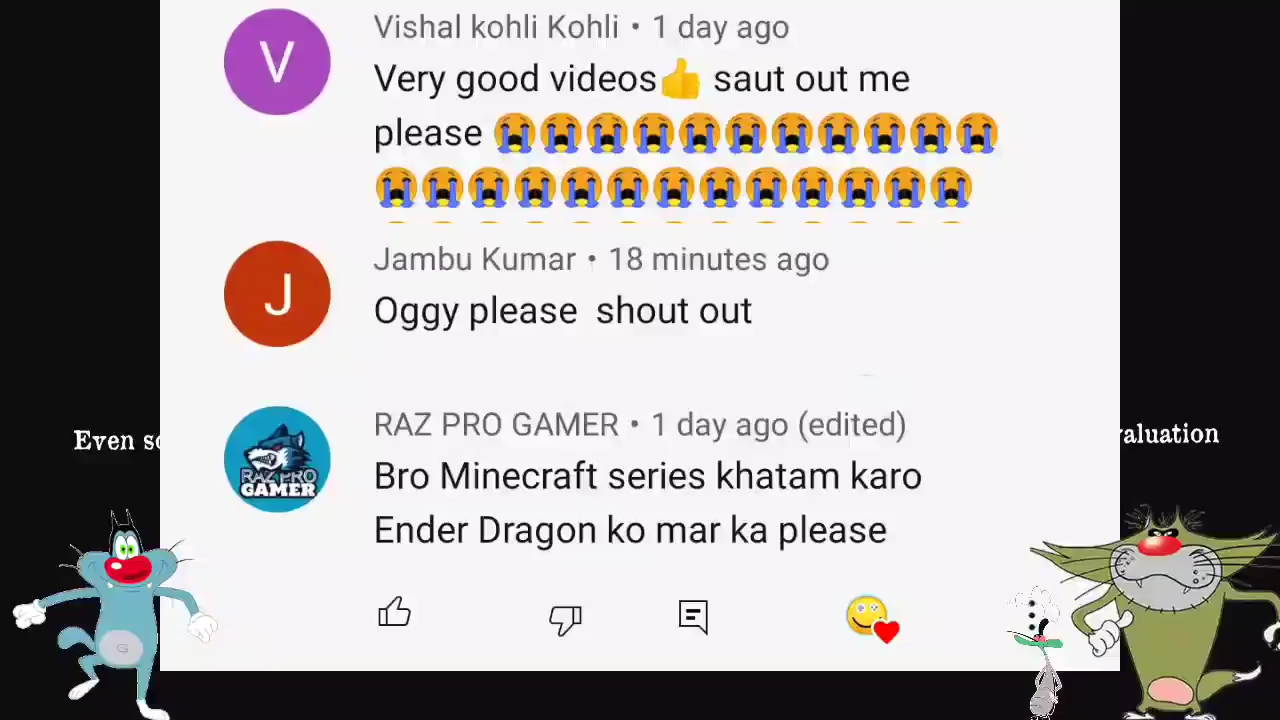 Vishal kohli Kohli • 1 day ago
Very good videos👍 saut out me
please 😭😭😭😭😭😭😭😭😭😭😭
😭😭😭😭😭😭😭😭😭😭😭😭😭
Jambu Kumar • 18 minutes ago
Oggy please shout out
RAZ PRO GAMER • 1 day ago (edited)
RAZ PRO
GAMER
Bro Minecraft series khatam karo
Ender Dragon ko mar ka please
Even